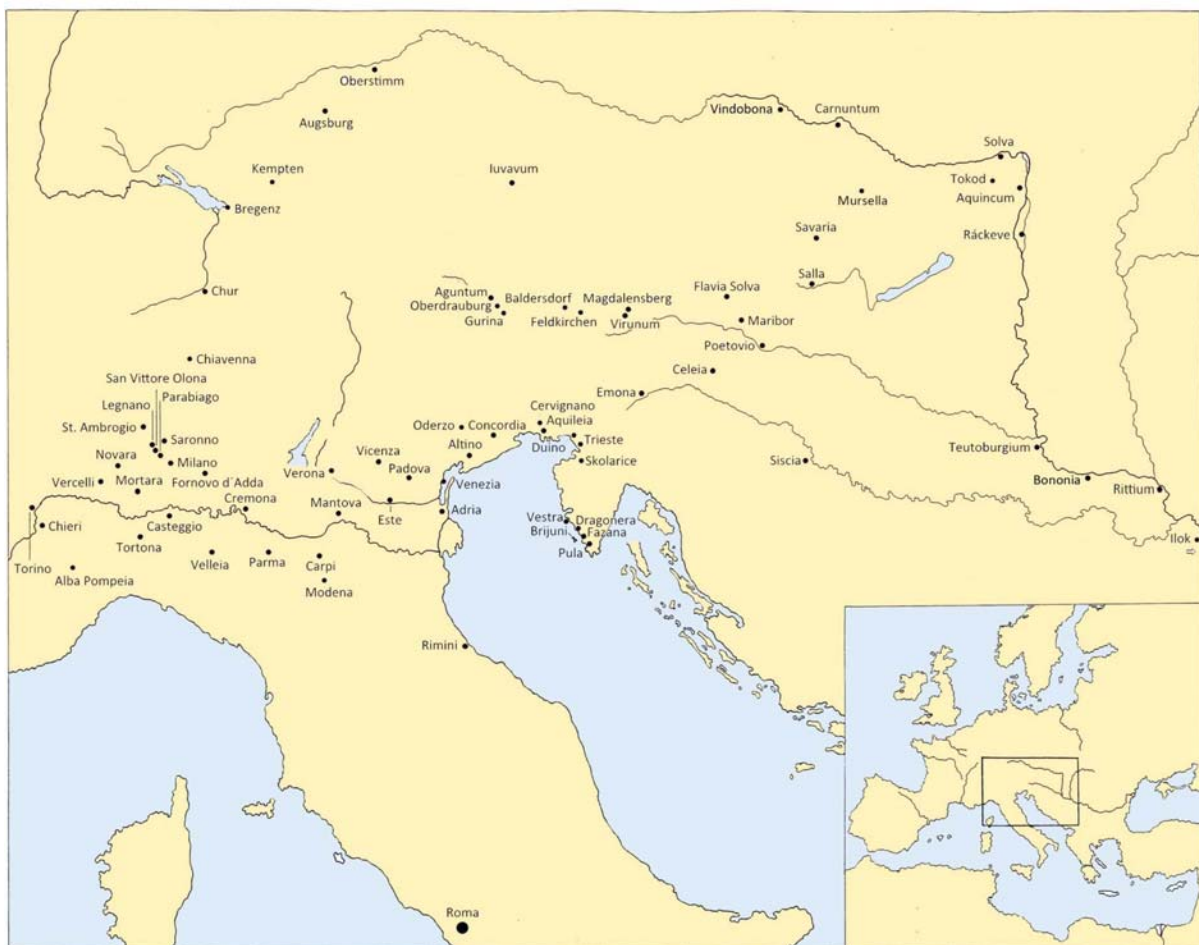 Oberstimm
Augsburg
Vindobona
Carnuntum
Solva
Kempten
Iuvavum
Tokod
Aquincum
Mursella
Bregenz
Savaria
Ráckeve
Salla
Chur
Aguntum
Oberdrauburg
Gurina
Baldersdorf
Feldkirchen
Magdalensberg
Virunum
Flavia Solva
Maribor
Poetovio
Chiavenna
Celeia
San Vittore Olona
Parabiago
Legnano
Emona
St. Ambrogio
Saronno
Oderzo
Concordia
Cervignano
Aquileia
Novara
Milano
Vicenza
Altino
Duino
Trieste
Teutoburgium
Vercelli
Mortara
Fornovo d´Adda
Verona
Padova
Skolarice
Siscia
Venezia
Bononia
Rittium
Cremona
Mantova
Este
Adria
Chieri
Casteggio
Vestras
Dragonera
Brijuni
Fazana
Pula
Ilok
⇨
Tortona
Torino
Alba Pompeia
Velleia
Parma
Carpi
Modena
Rimini
Roma